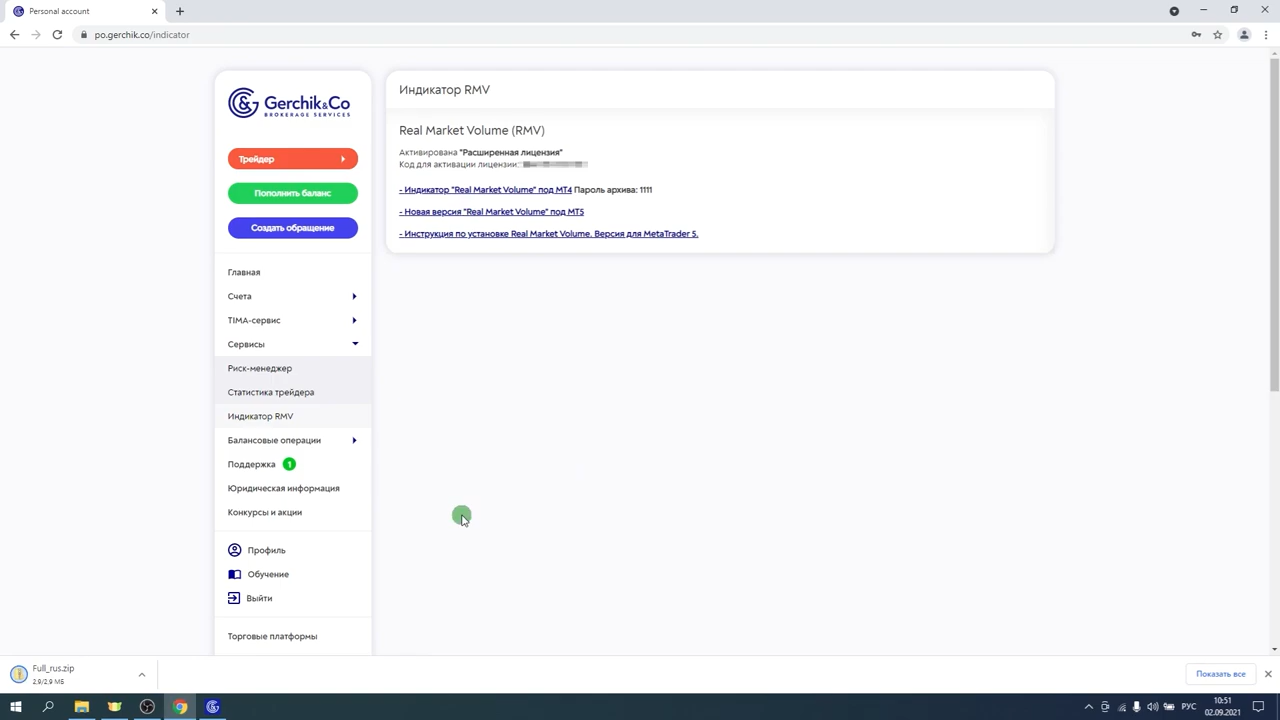 Personal account
po.gerchik.co/indicator
Gerchik&Co
BROKERAGE SERVICES
Трейдер
Пополнить баланс
Создать обращение
Главная
Счета
TIMA-сервис
Сервисы
Риск-менеджер
Статистика трейдера
Индикатор RMV
Балансовые операции
Поддержка 1
Юридическая информация
Конкурсы и акции
Профиль
Обучение
Выйти
Торговые платформы
Индикатор RMV
Real Market Volume (RMV)
Активирована "Расширенная лицензия"
Код для активации лицензии:
- Индикатор "Real Market Volume" под МТ4 Пароль архива: 1111
- Новая версия "Real Market Volume" под МТ5
- Инструкция по установке Real Market Volume. Версия для MetaTrader 5.
Full_rus.zip
2,9/2,9 МБ
Показать все
РУС
10:51
02.09.2021